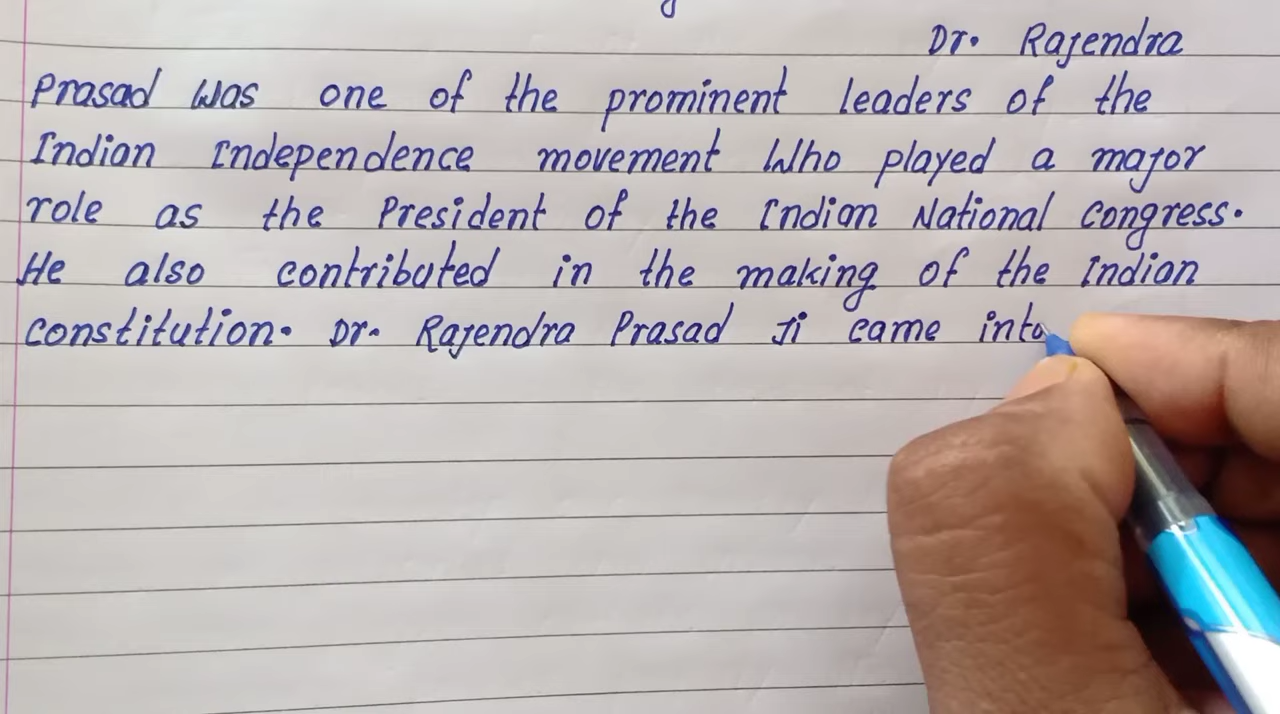 Dr. Rajendra
Prasad was one of the prominent leaders of the
Indian Independence movement who played a major
role as the President of the Indian National Congress.
He also contributed in the making of the Indian
constitution. Dr. Rajendra Prasad Ji came into